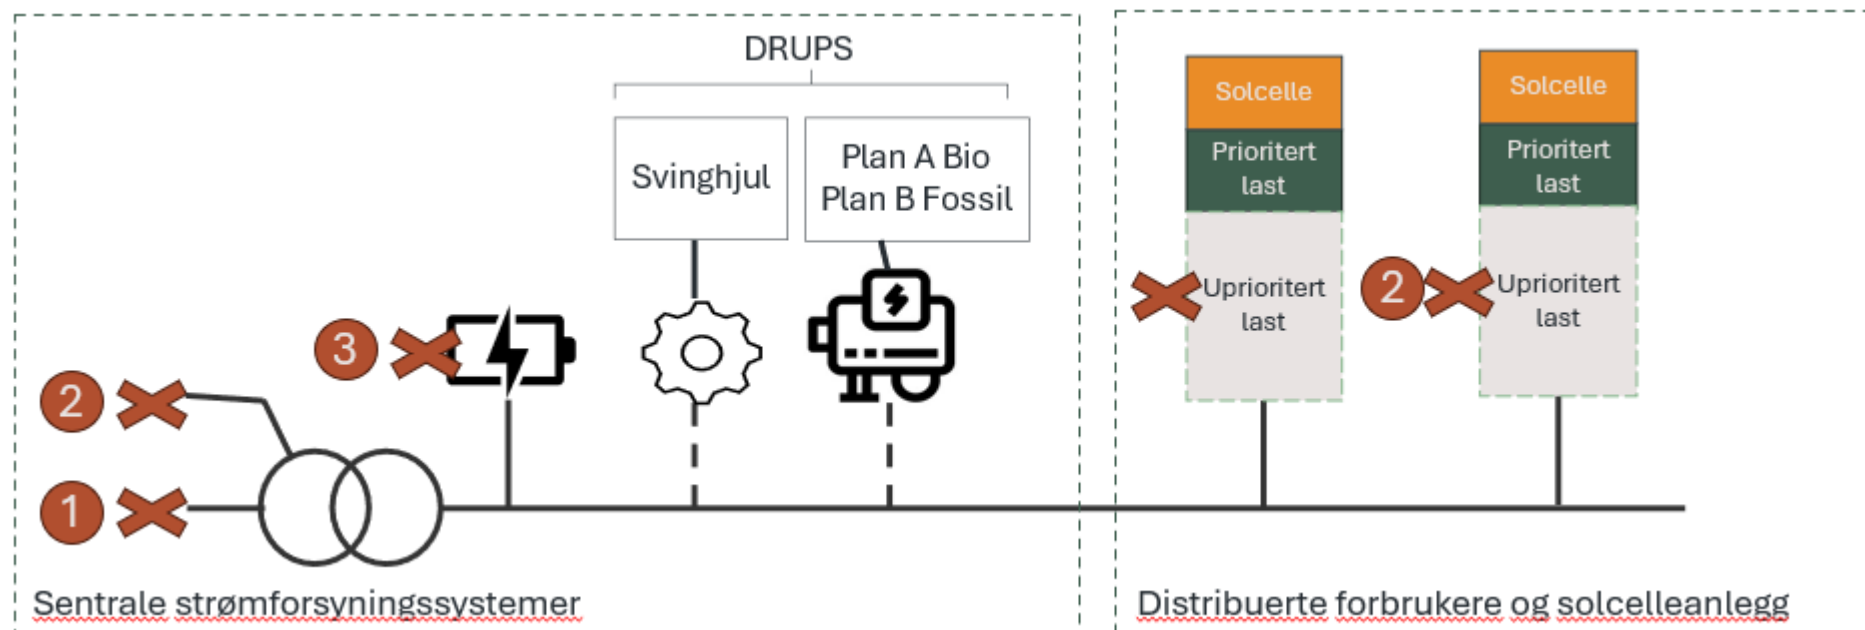 DRUPS
Svinghjul
Plan A Bio
Plan B Fossil
3
2
1
Sentrale strømforsyningssystemer
Solcelle
Prioritert
last
Uprioritert
last
Solcelle
Prioritert
last
2
Uprioritert
last
Distribuerte forbrukere og solcelleanlegg